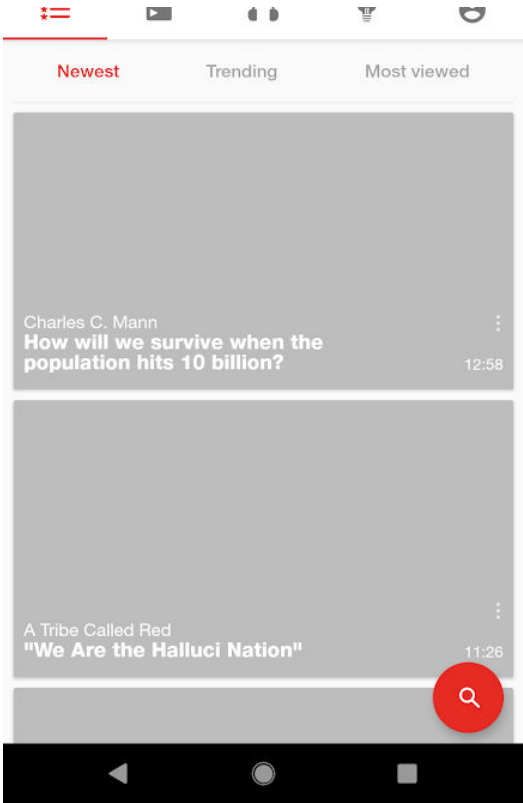 Newest
Trending
Most viewed
Charles C. Mann
How will we survive when the
population hits 10 billion?
12:58
A Tribe Called Red
"We Are the Halluci Nation"
11:26